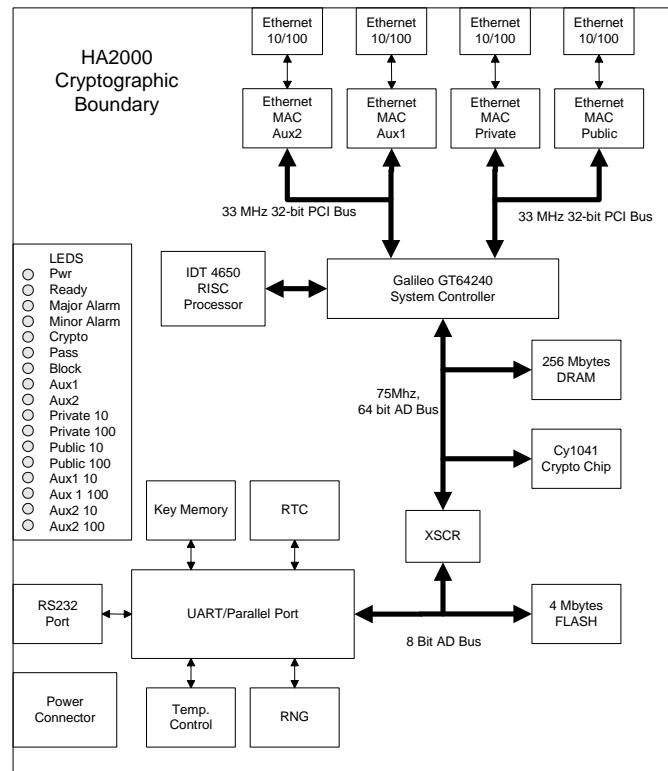 HA2000
Cryptographic
Boundary
Ethernet
10/100
Ethernet
10/100
Ethernet
10/100
Ethernet
10/100
Ethernet
MAC
Aux2
Ethernet
MAC
Aux1
Ethernet
MAC
Private
Ethernet
MAC
Public
33 MHz 32-bit PCI Bus
33 MHz 32-bit PCI Bus
LEDS
Pwr
Ready
Major Alarm
Minor Alarm
Crypto
Pass
Block
Aux1
Aux2
Private 10
Private 100
Public 10
Public 100
Aux1 10
Aux 1 100
Aux2 10
Aux2 100
IDT 4650
RISC
Processor
Galileo GT64240
System Controller
75Mhz,
64 bit AD Bus
256 Mbytes
DRAM
Cy1041
Crypto Chip
Key Memory
RTC
XSCR
RS232
Port
UART/Parallel Port
8 Bit AD Bus
4 Mbytes
FLASH
Power
Connector
Temp.
Control
RNG